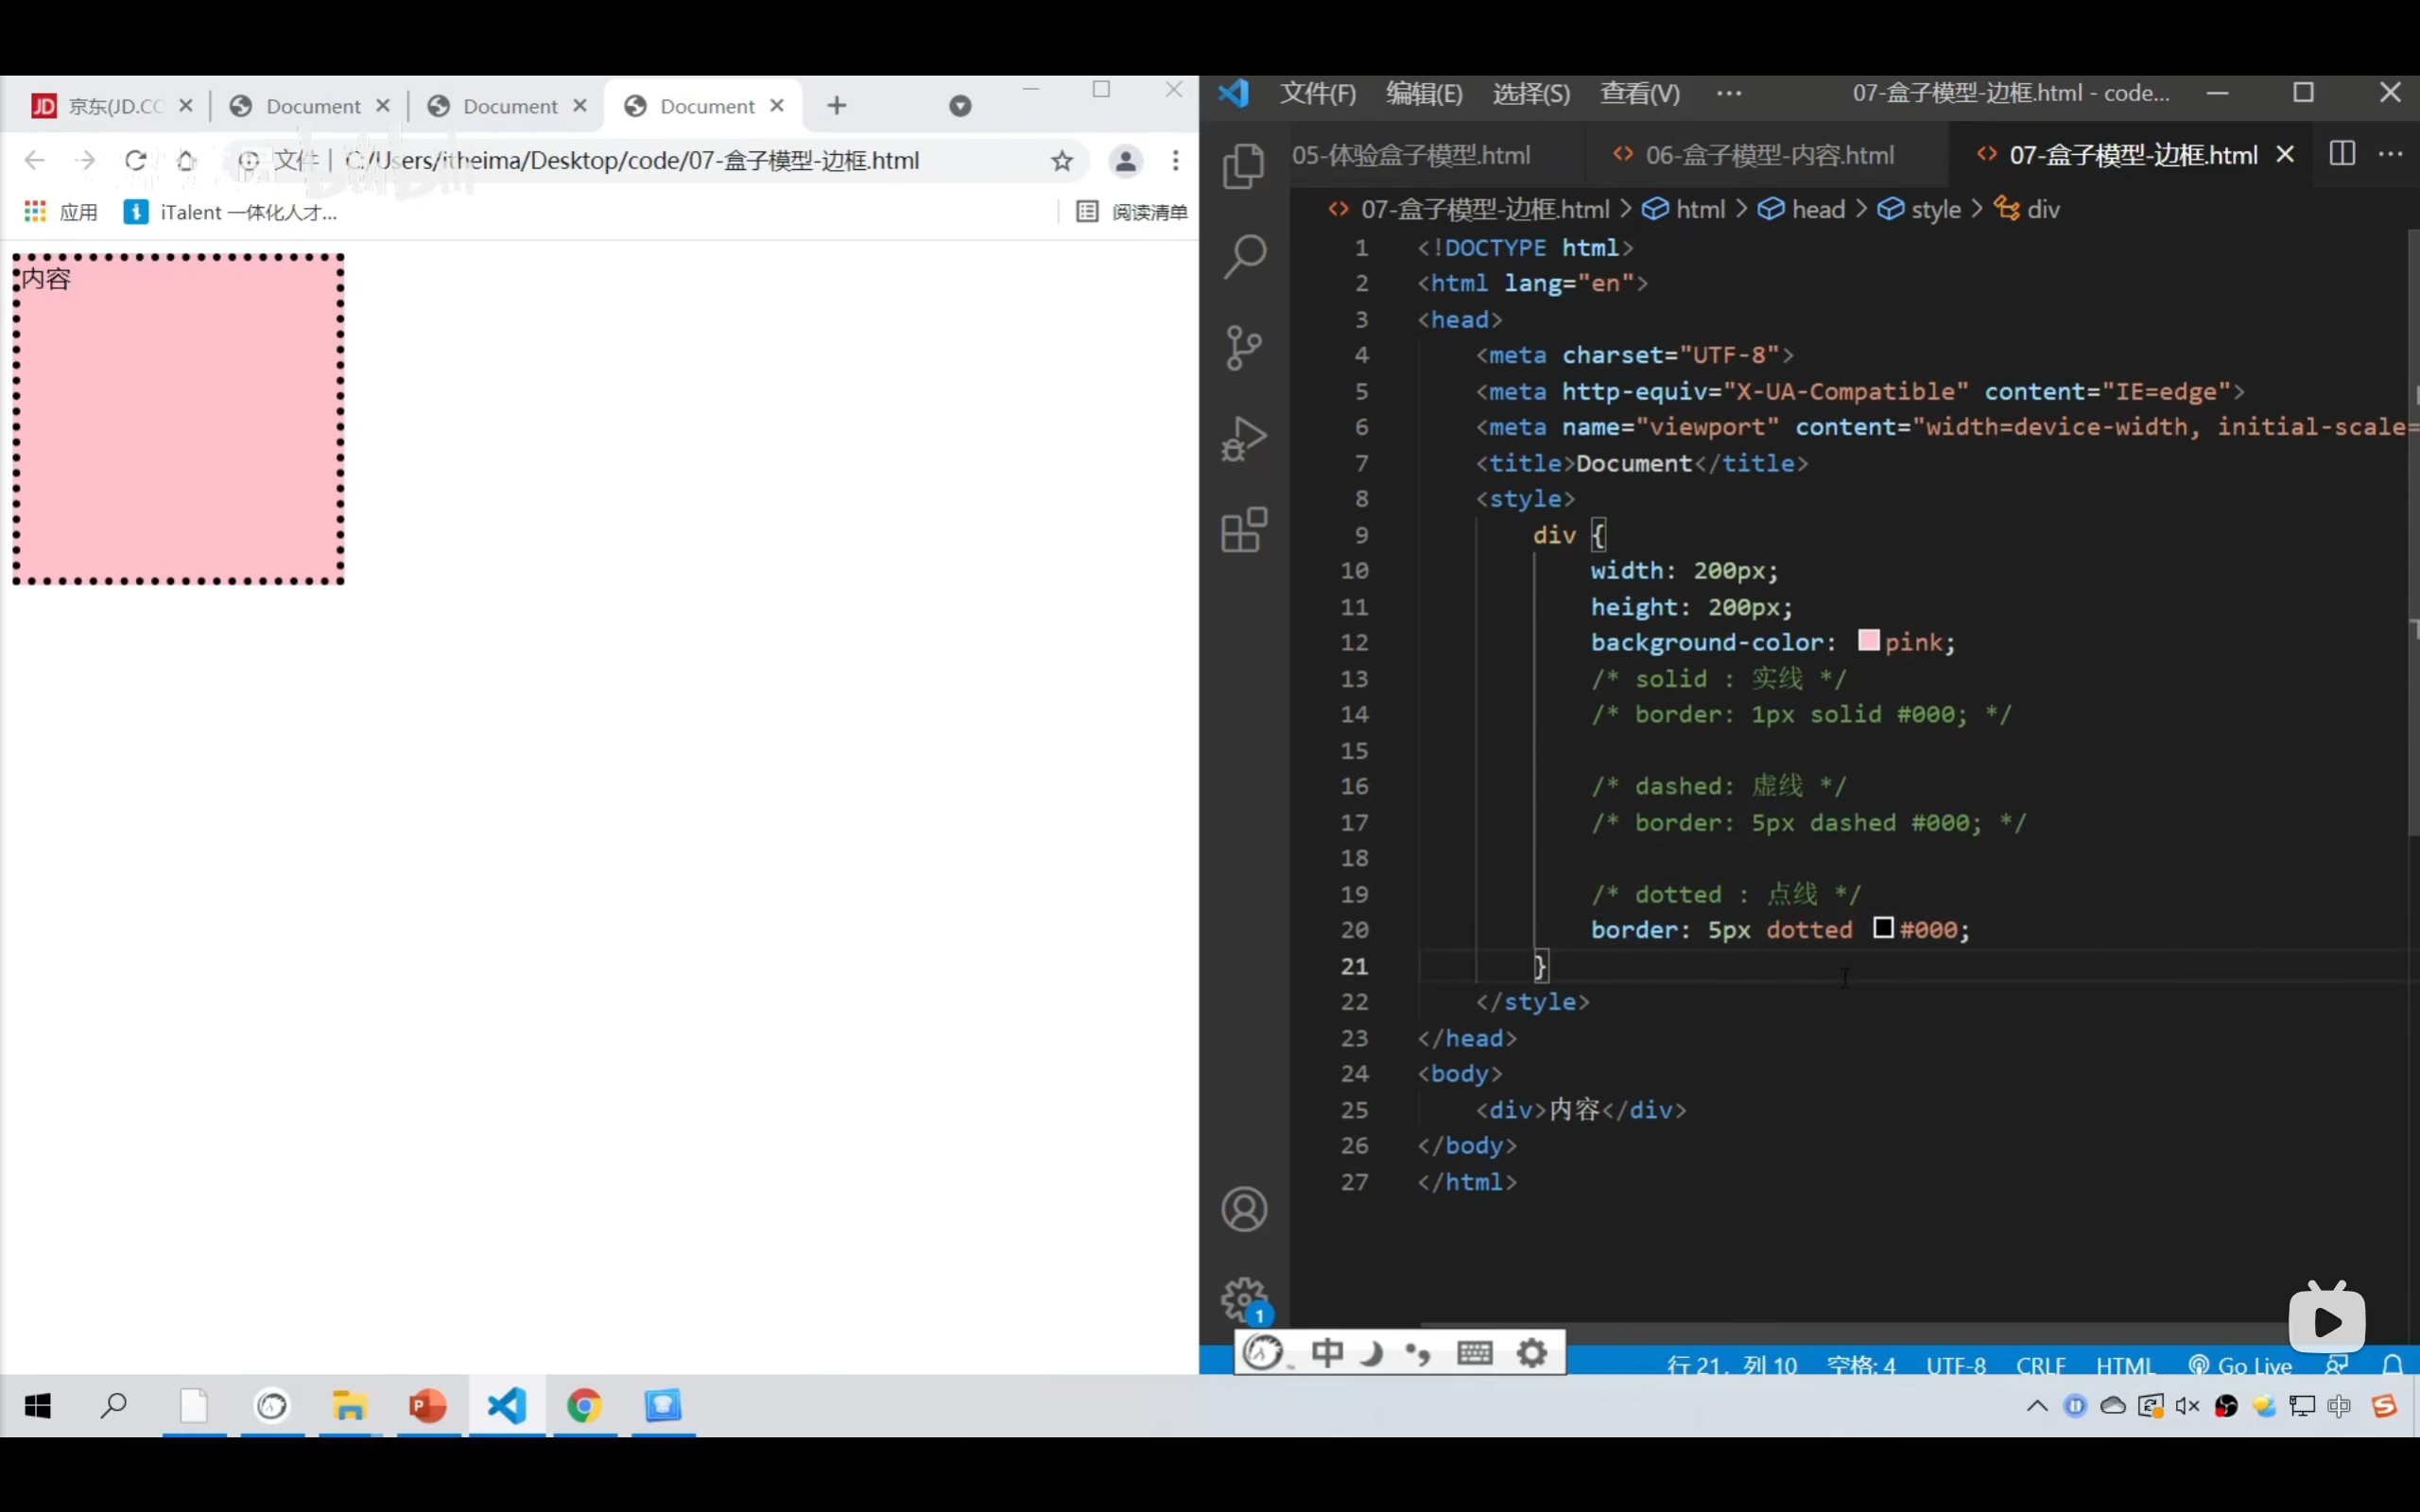 京东(JD.CC
Document
Document
Document
文件 | C:/Users/itheima/Desktop/code/07-盒子模型-边框.html
应用
iTalent 一体化人才...
阅读清单
内容
文件(F) 编辑(E) 选择(S) 查看(V) ··· 07-盒子模型-边框.html - code...
05-体验盒子模型.html
06-盒子模型-内容.html
07-盒子模型-边框.html
07-盒子模型-边框.html > html > head > style > div
1 <!DOCTYPE html>
2 <html lang="en">
3 <head>
4 <meta charset="UTF-8">
5 <meta http-equiv="X-UA-Compatible" content="IE=edge">
6 <meta name="viewport" content="width=device-width, initial-scale=
7 <title>Document</title>
8 <style>
9 div {
10 width: 200px;
11 height: 200px;
12 background-color: pink;
13 /* solid : 实线 */
14 /* border: 1px solid #000; */
15
16 /* dashed: 虚线 */
17 /* border: 5px dashed #000; */
18
19 /* dotted : 点线 */
20 border: 5px dotted #000;
21 }
22 </style>
23 </head>
24 <body>
25 <div>内容</div>
26 </body>
27 </html>
1
中
行 21，列 10 空格: 4 UTF-8 CRLF HTML Go Live
中